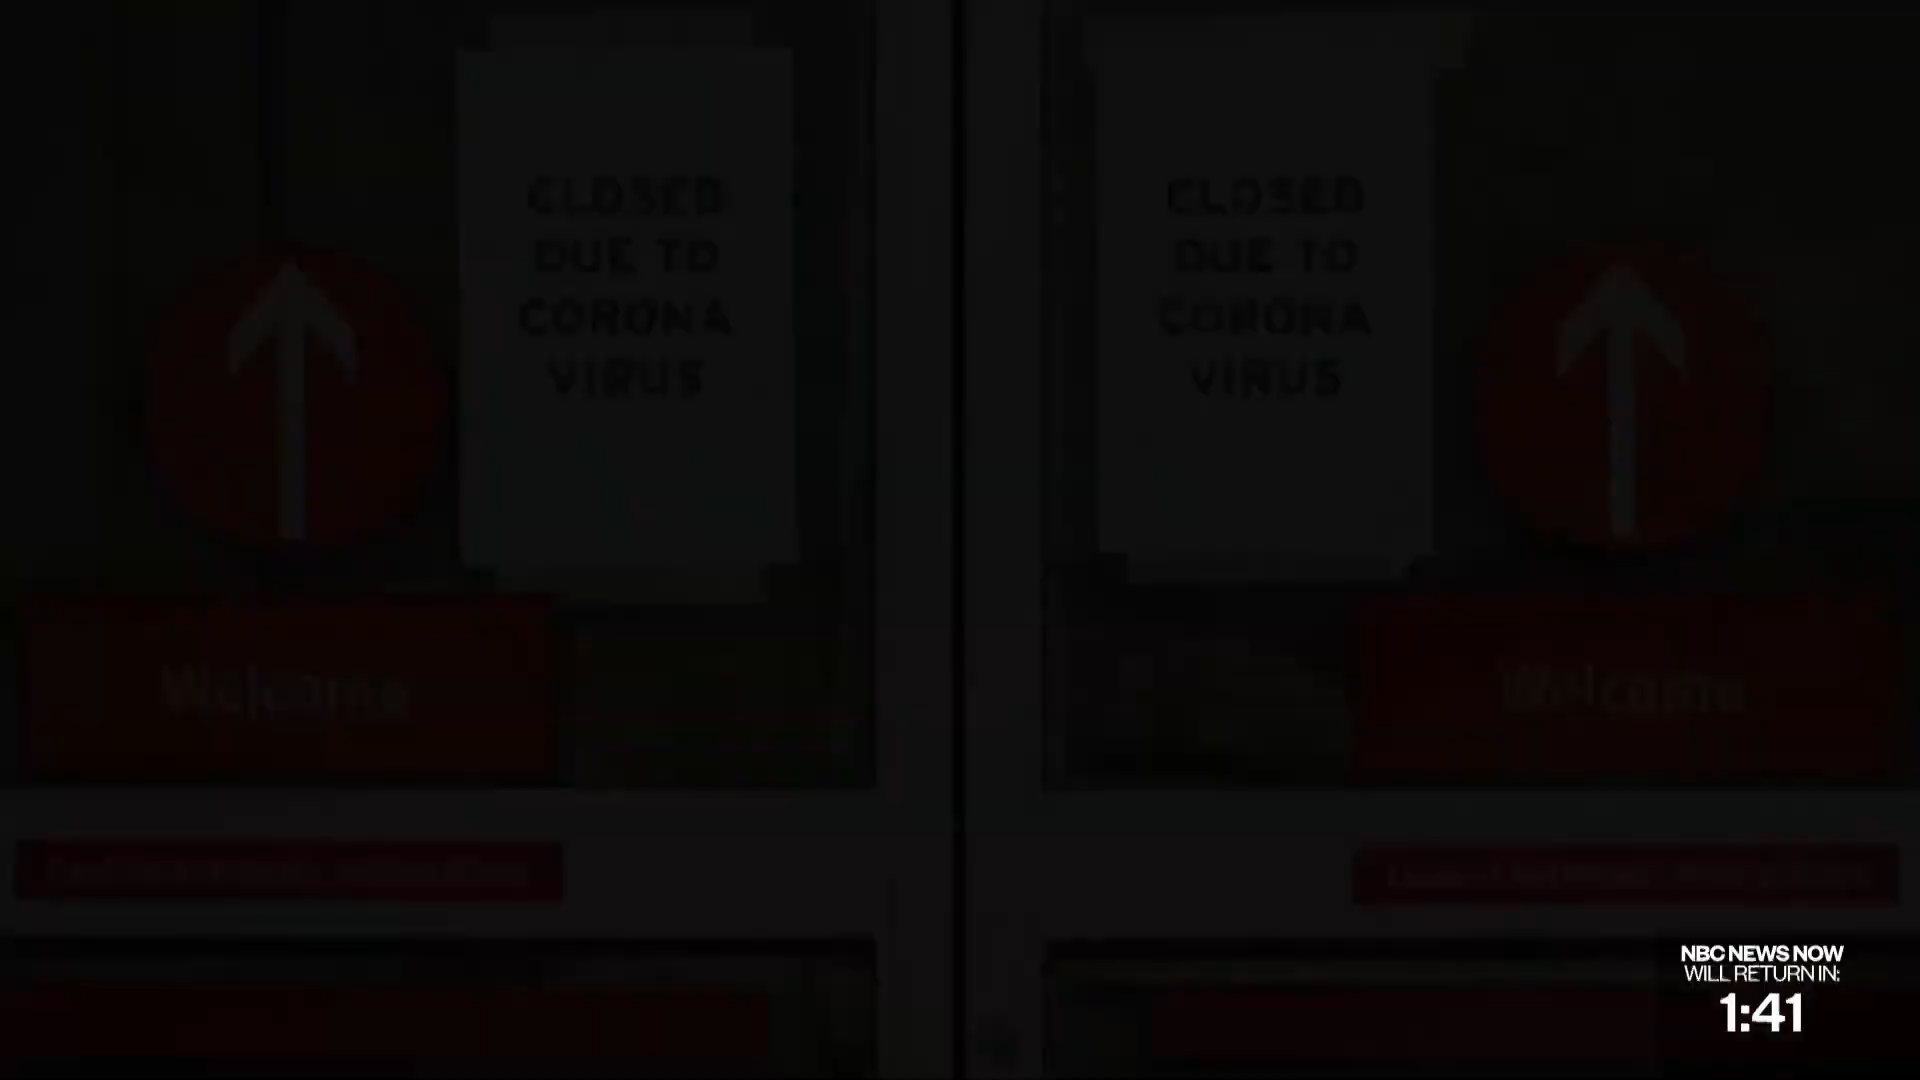 CLOSED
DUE TO
CORONA
VIRUS
CLOSED
DUE TO
CORONA
VIRUS
Welcome
Welcome
NBC NEWS NOW
WILL RETURN IN:
1:41